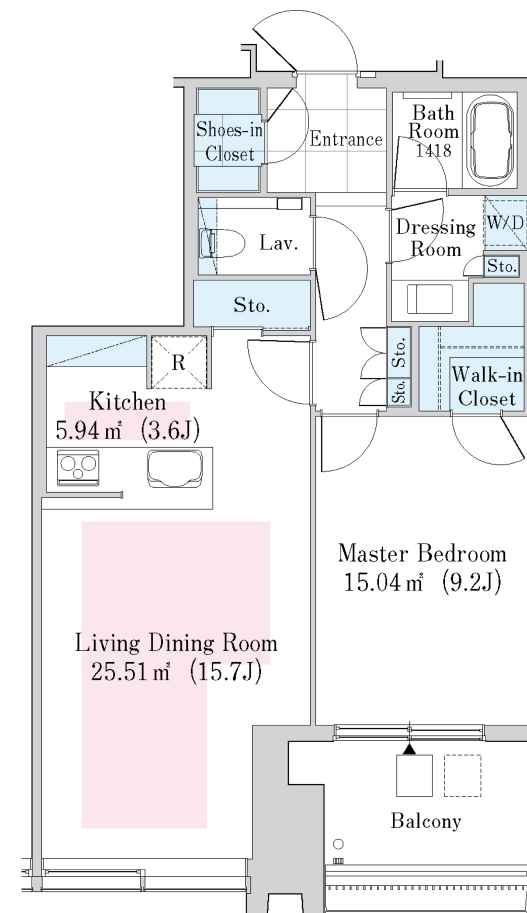 Shoes-in
Closet
Entrance
Bath
Room
1418
Lav.
Dressing
Room
W/D
Sto.
Sto.
R
Sto.
Sto.
Walk-in
Closet
Kitchen
5.94㎡ (3.6J)
Master Bedroom
15.04㎡ (9.2J)
Living Dining Room
25.51㎡ (15.7J)
Balcony